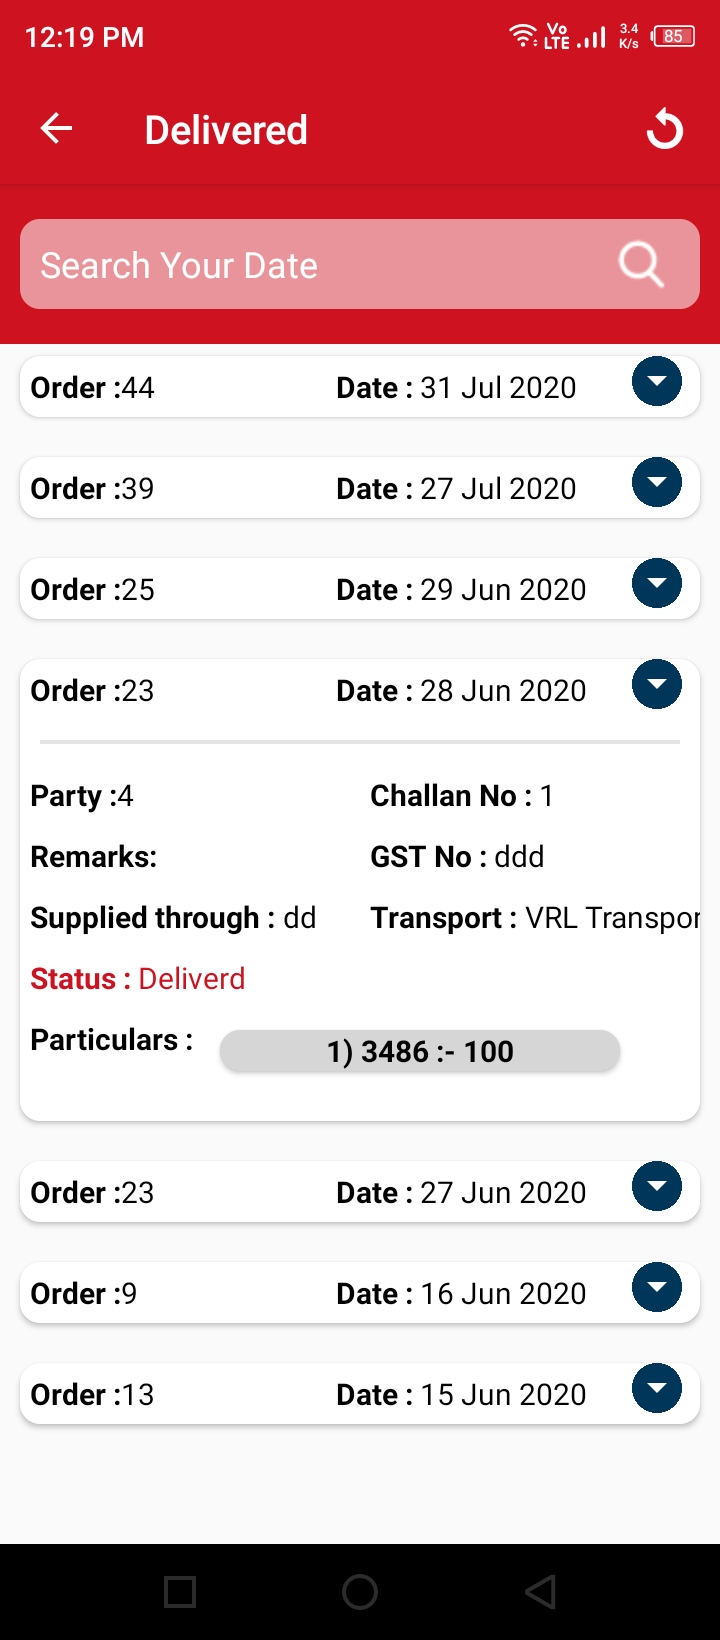 12:19 PM Vo LTE 3.4 K/s 85
Delivered
Search Your Date
Order :44 Date : 31 Jul 2020
Order :39 Date : 27 Jul 2020
Order :25 Date : 29 Jun 2020
Order :23 Date : 28 Jun 2020
Party :4 Challan No : 1
Remarks: GST No : ddd
Supplied through : dd Transport : VRL Transpor
Status : Deliverd
Particulars : 1) 3486 :- 100
Order :23 Date : 27 Jun 2020
Order :9 Date : 16 Jun 2020
Order :13 Date : 15 Jun 2020